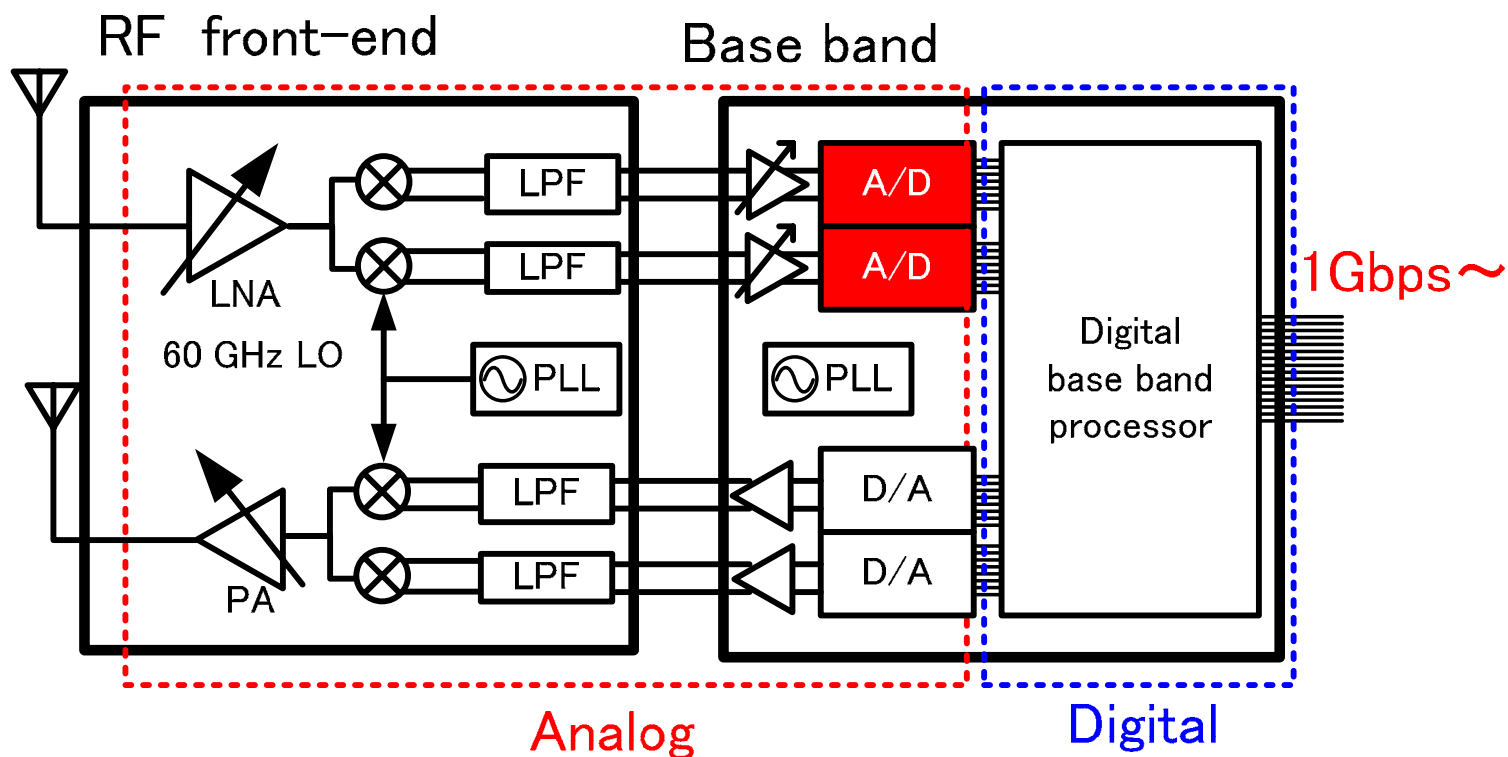 RF front-end
Base band
LPF
A/D
LPF
A/D
LNA
1Gbps～
60 GHz LO
PLL
PLL
Digital
base band
processor
LPF
D/A
LPF
D/A
PA
Analog
Digital